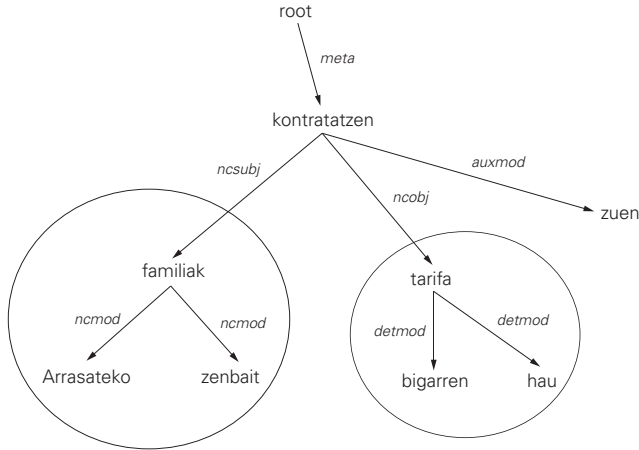 root
meta
kontratatzen
ncsubj
ncobj
auxmod
zuen
familiak
tarifa
ncmod
ncmod
detmod
detmod
Arrasateko
zenbait
bigarren
hau